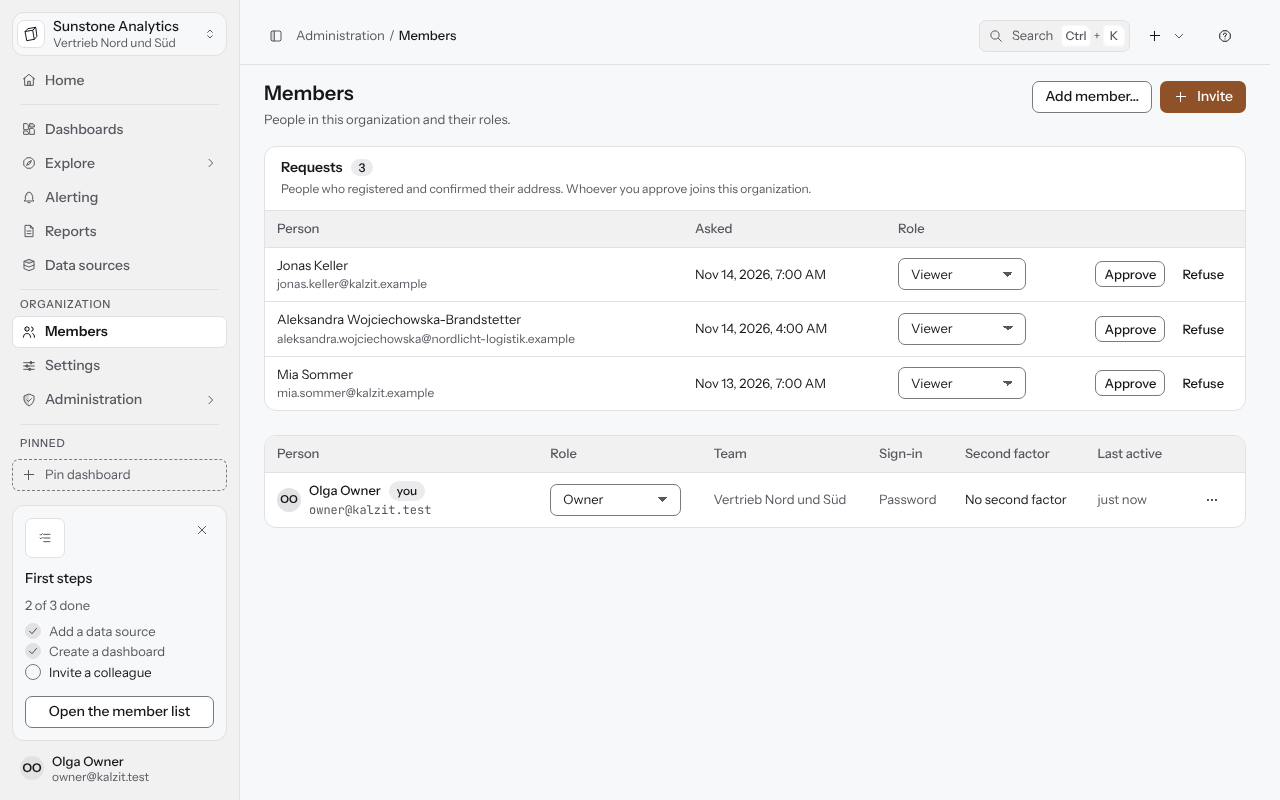 Sunstone Analytics
Vertrieb Nord und Süd
Home
Dashboards
Explore
Alerting
Reports
Data sources
ORGANIZATION
Members
Settings
Administration
PINNED
Pin dashboard
First steps
2 of 3 done
Add a data source
Create a dashboard
Invite a colleague
Open the member list
OO Olga Owner
owner@kalzit.test
Administration / Members
Search Ctrl + K
Members
People in this organization and their roles.
Add member...
Invite
Requests 3
People who registered and confirmed their address. Whoever you approve joins this organization.
Person Asked Role
Jonas Keller
jonas.keller@kalzit.example
Nov 14, 2026, 7:00 AM Viewer Approve Refuse
Aleksandra Wojciechowska-Brandstetter
aleksandra.wojciechowska@nordlicht-logistik.example
Nov 14, 2026, 4:00 AM Viewer Approve Refuse
Mia Sommer
mia.sommer@kalzit.example
Nov 13, 2026, 7:00 AM Viewer Approve Refuse
Person Role Team Sign-in Second factor Last active
OO Olga Owner you
owner@kalzit.test
Owner Vertrieb Nord und Süd Password No second factor just now